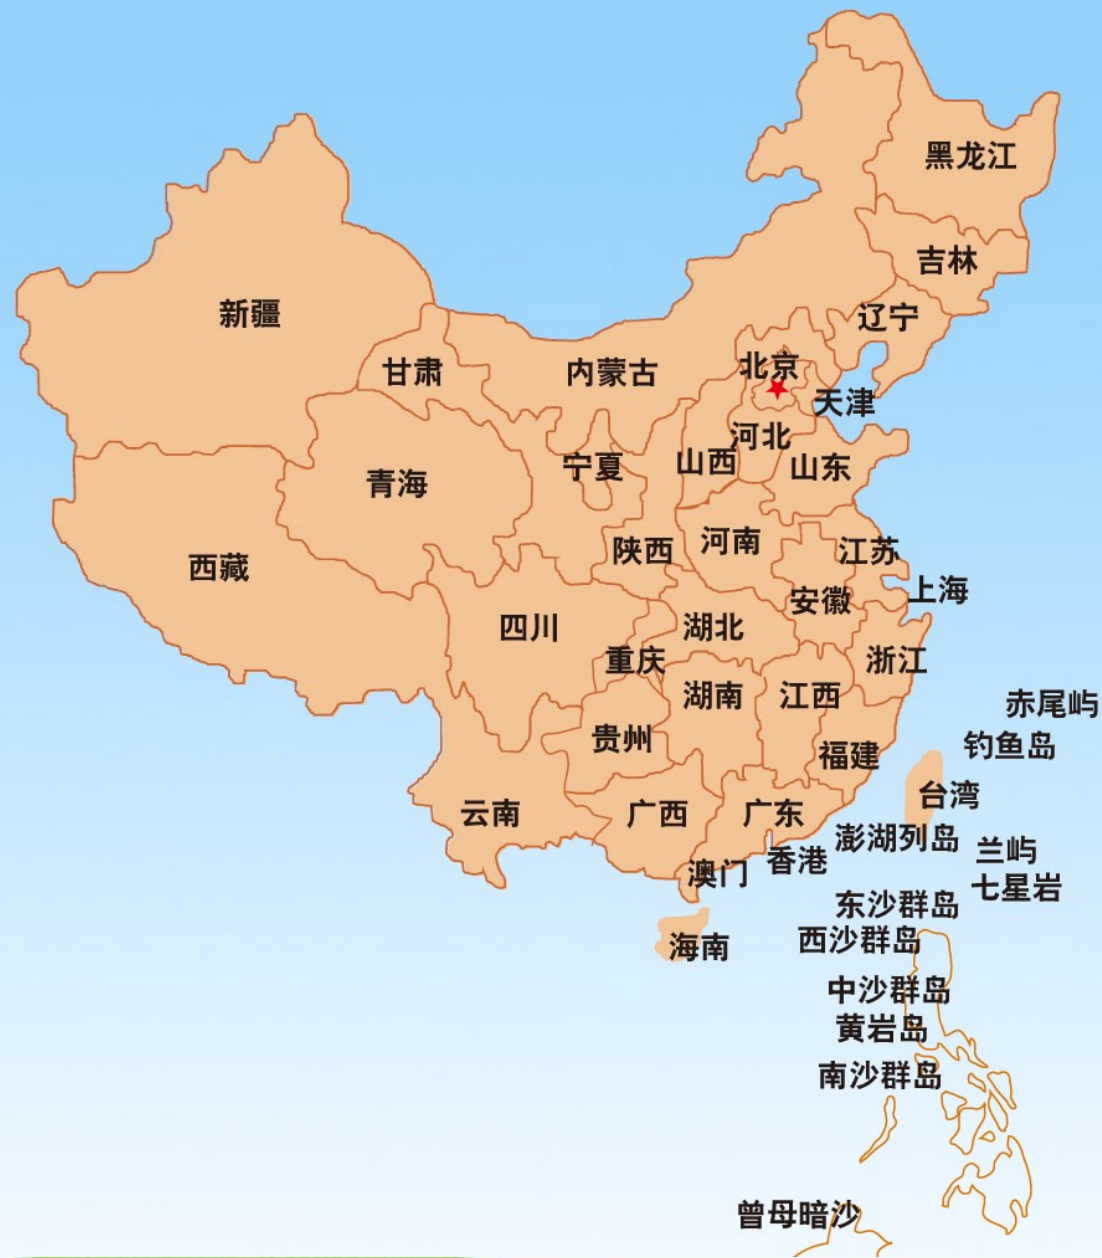 黑龙江
吉林
辽宁
新疆
甘肃
内蒙古
北京
天津
河北
山西
山东
宁夏
青海
陕西
河南
江苏
西藏
安徽
上海
四川
湖北
重庆
浙江
湖南
江西
赤尾屿
贵州
福建
钓鱼岛
台湾
云南
广西
广东
澎湖列岛
兰屿
香港
澳门
七星岩
东沙群岛
西沙群岛
海南
中沙群岛
黄岩岛
南沙群岛
曾母暗沙